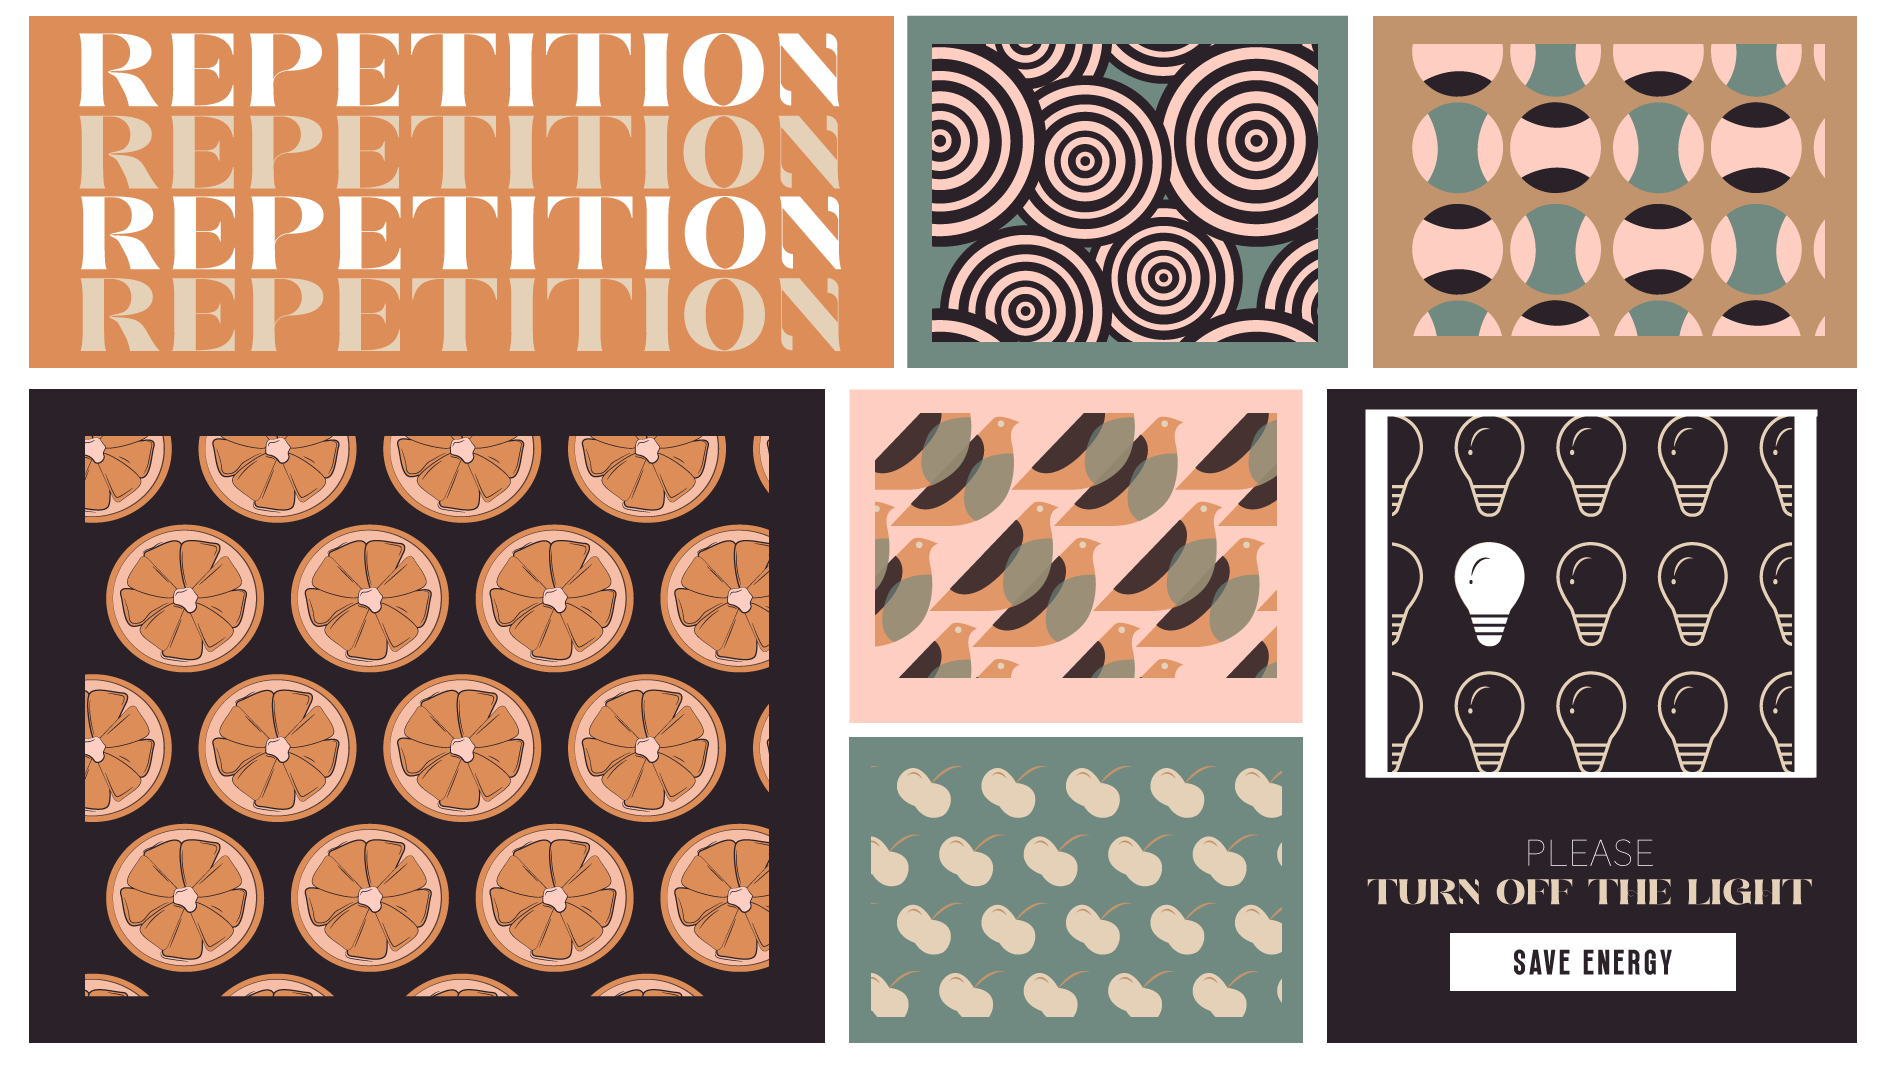 REPETITION
REPETITION
REPETITION
REPETITION
PLEASE
TURN OFF THE LIGHT
SAVE ENERGY